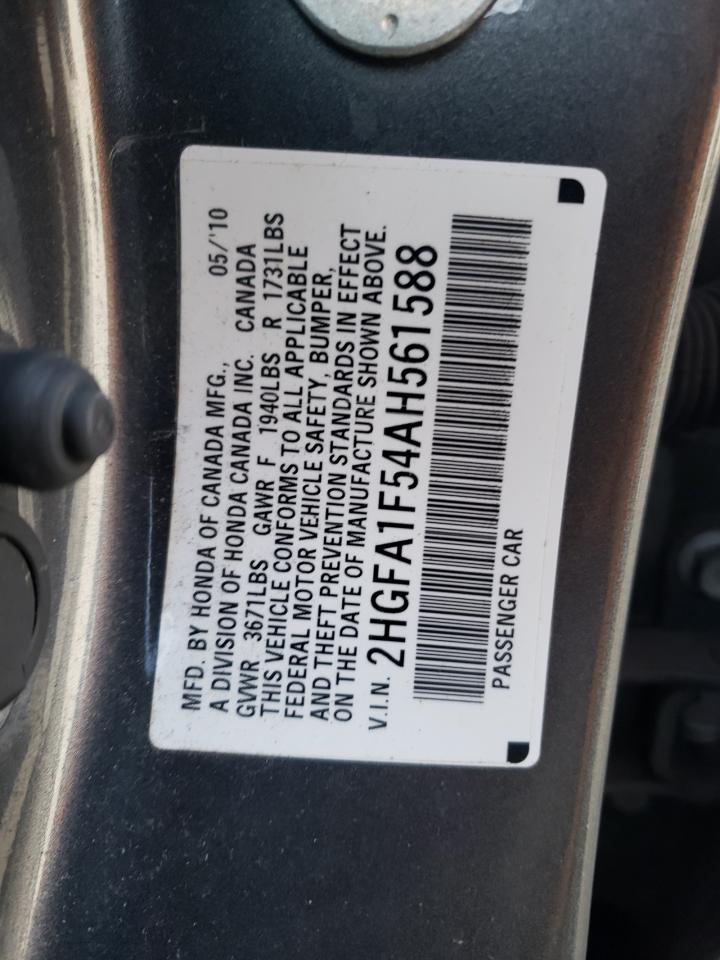 MFD. BY HONDA OF CANADA MFG., 05/'10
A DIVISION OF HONDA CANADA INC. CANADA
GVWR 3671LBS GAWR F 1940LBS R 1731LBS
THIS VEHICLE CONFORMS TO ALL APPLICABLE
FEDERAL MOTOR VEHICLE SAFETY, BUMPER,
AND THEFT PREVENTION STANDARDS IN EFFECT
ON THE DATE OF MANUFACTURE SHOWN ABOVE.
V.I.N. 2HGFA1F54AH561588
PASSENGER CAR